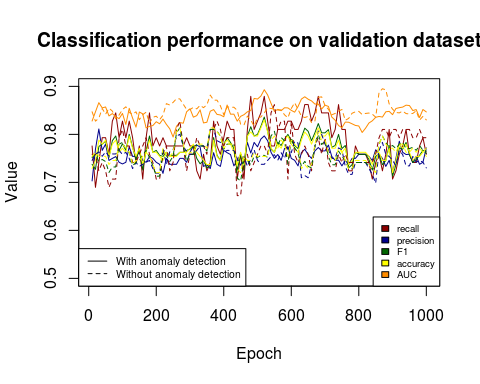 Classification performance on validation dataset
Value
0.9
0.8
0.7
0.6
0.5
With anomaly detection
Without anomaly detection
recall
precision
F1
accuracy
AUC
0 200 400 600 800 1000
Epoch